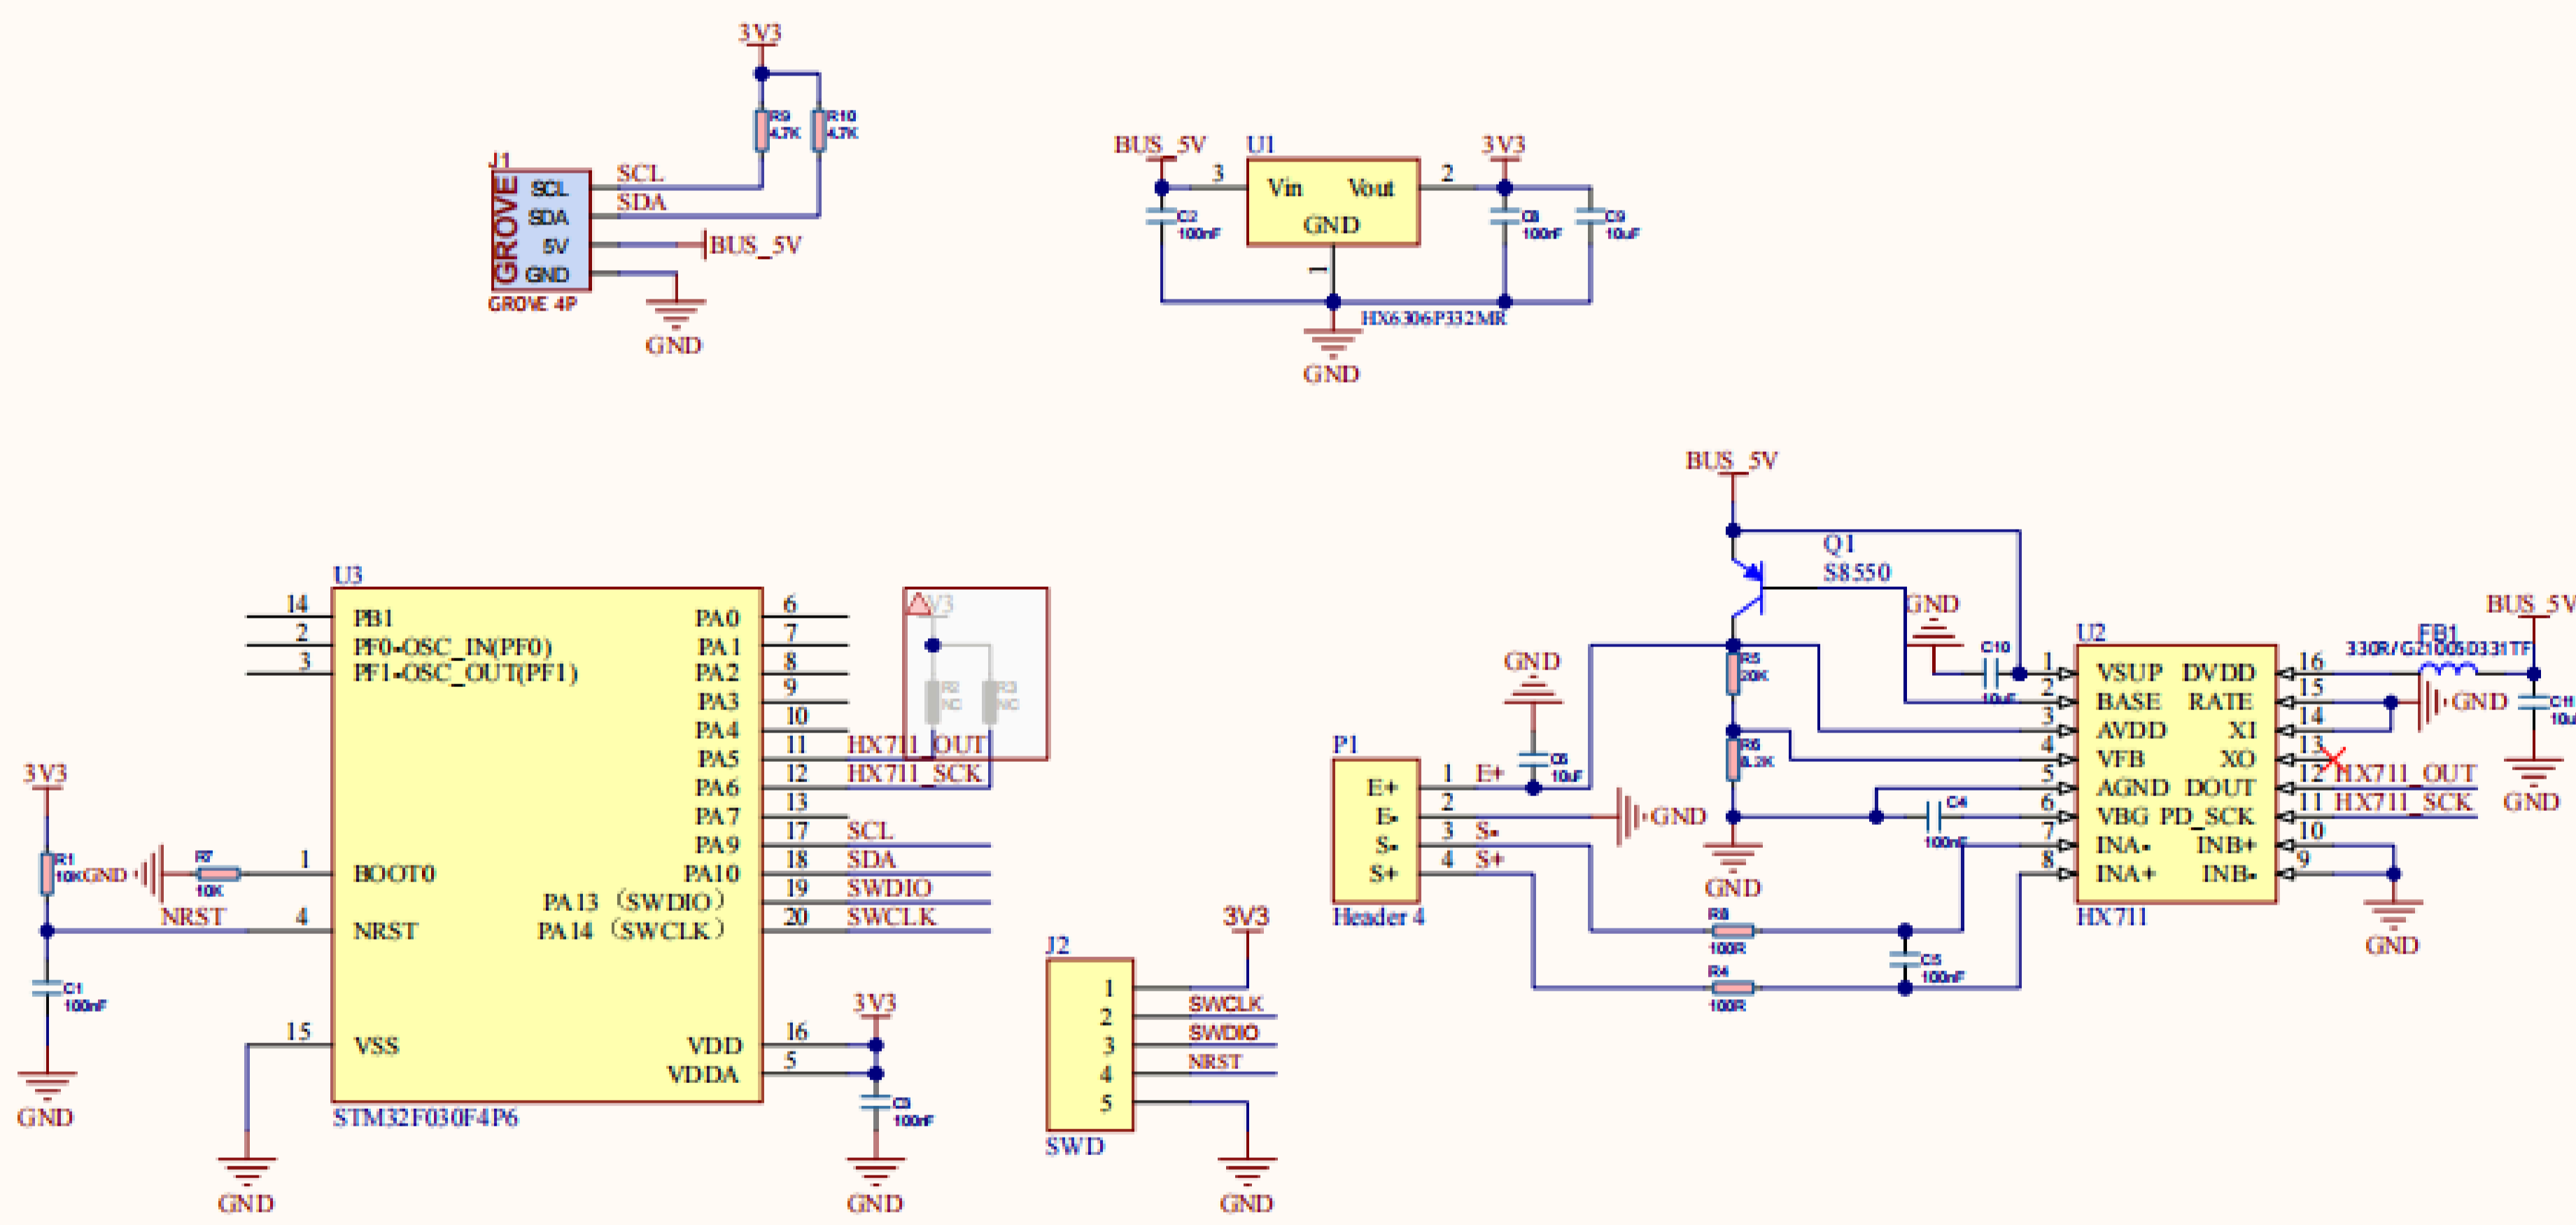 3V3
R9
4.7K
R10
4.7K
J1
GROVE
SCL
SDA
5V
GND
SCL
SDA
BUS_5V
GROVE 4P
GND
BUS_5V
U1
3V3
3
Vin
Vout
2
GND
1
C2
100nF
C8
100nF
C9
10uF
HX6306P332MR
GND
U3
14 PB1
2 PF0-OSC_IN(PF0)
3 PF1-OSC_OUT(PF1)
1 BOOT0
4 NRST
15 VSS
PA0 6
PA1 7
PA2 8
PA3 9
PA4 10
PA5 11 HX711_OUT
PA6 12 HX711_SCK
PA7 13
PA9 17 SCL
PA10 18 SDA
PA13（SWDIO） 19 SWDIO
PA14（SWCLK） 20 SWCLK
VDD 16
VDDA 5
STM32F030F4P6
V3
R2
NC
R3
NC
3V3
R1
10K
GND
R7
10K
NRST
C1
100nF
GND
GND
3V3
C3
100nF
GND
J2
3V3
1
2 SWCLK
3 SWDIO
4 NRST
5
SWD
GND
BUS_5V
Q1
S8550
GND
C10
10uF
R5
20K
R6
8.2K
GND
C6
10uF
P1
E+ 1 E+
E- 2 GND
S- 3 S-
S+ 4 S+
Header 4
GND
C4
100nF
R8
100R
R4
100R
C5
100nF
U2
1 VSUP
2 BASE
3 AVDD
4 VFB
5 AGND
6 VBG
7 INA-
8 INA+
DVDD 16
RATE 15
XI 14
XO 13
DOUT 12 HX711_OUT
PD_SCK 11 HX711_SCK
INB+ 10
INB- 9
HX711
FB1
330R/GZ1005D331TF
BUS_5V
GND
C11
10u
GND
GND